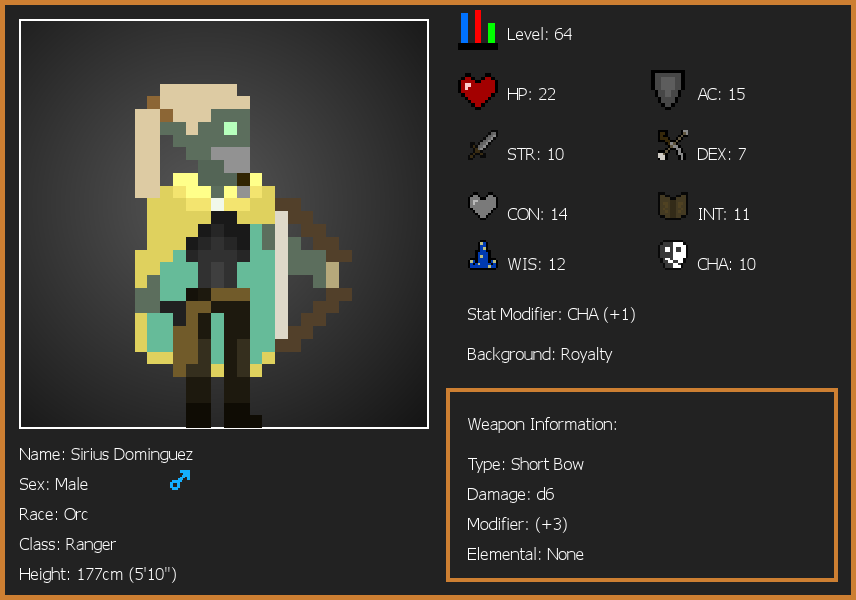 Level: 64
HP: 22
AC: 15
STR: 10
DEX: 7
CON: 14
INT: 11
WIS: 12
CHA: 10
Stat Modifier: CHA (+1)
Background: Royalty
Weapon Information:
Type: Short Bow
Damage: d6
Modifier: (+3)
Elemental: None
Name: Sirius Dominguez
Sex: Male
Race: Orc
Class: Ranger
Height: 177cm (5'10")